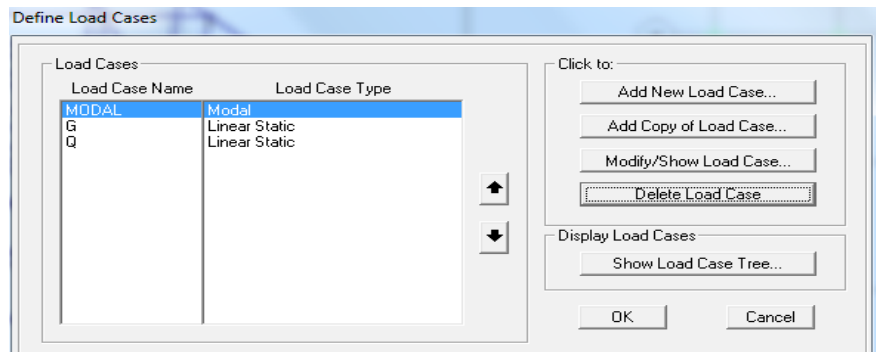 Define Load Cases
Load Cases
Load Case Name Load Case Type
MODAL Modal
G Linear Static
Q Linear Static
Click to:
Add New Load Case...
Add Copy of Load Case...
Modify/Show Load Case...
Delete Load Case
Display Load Cases
Show Load Case Tree...
OK Cancel